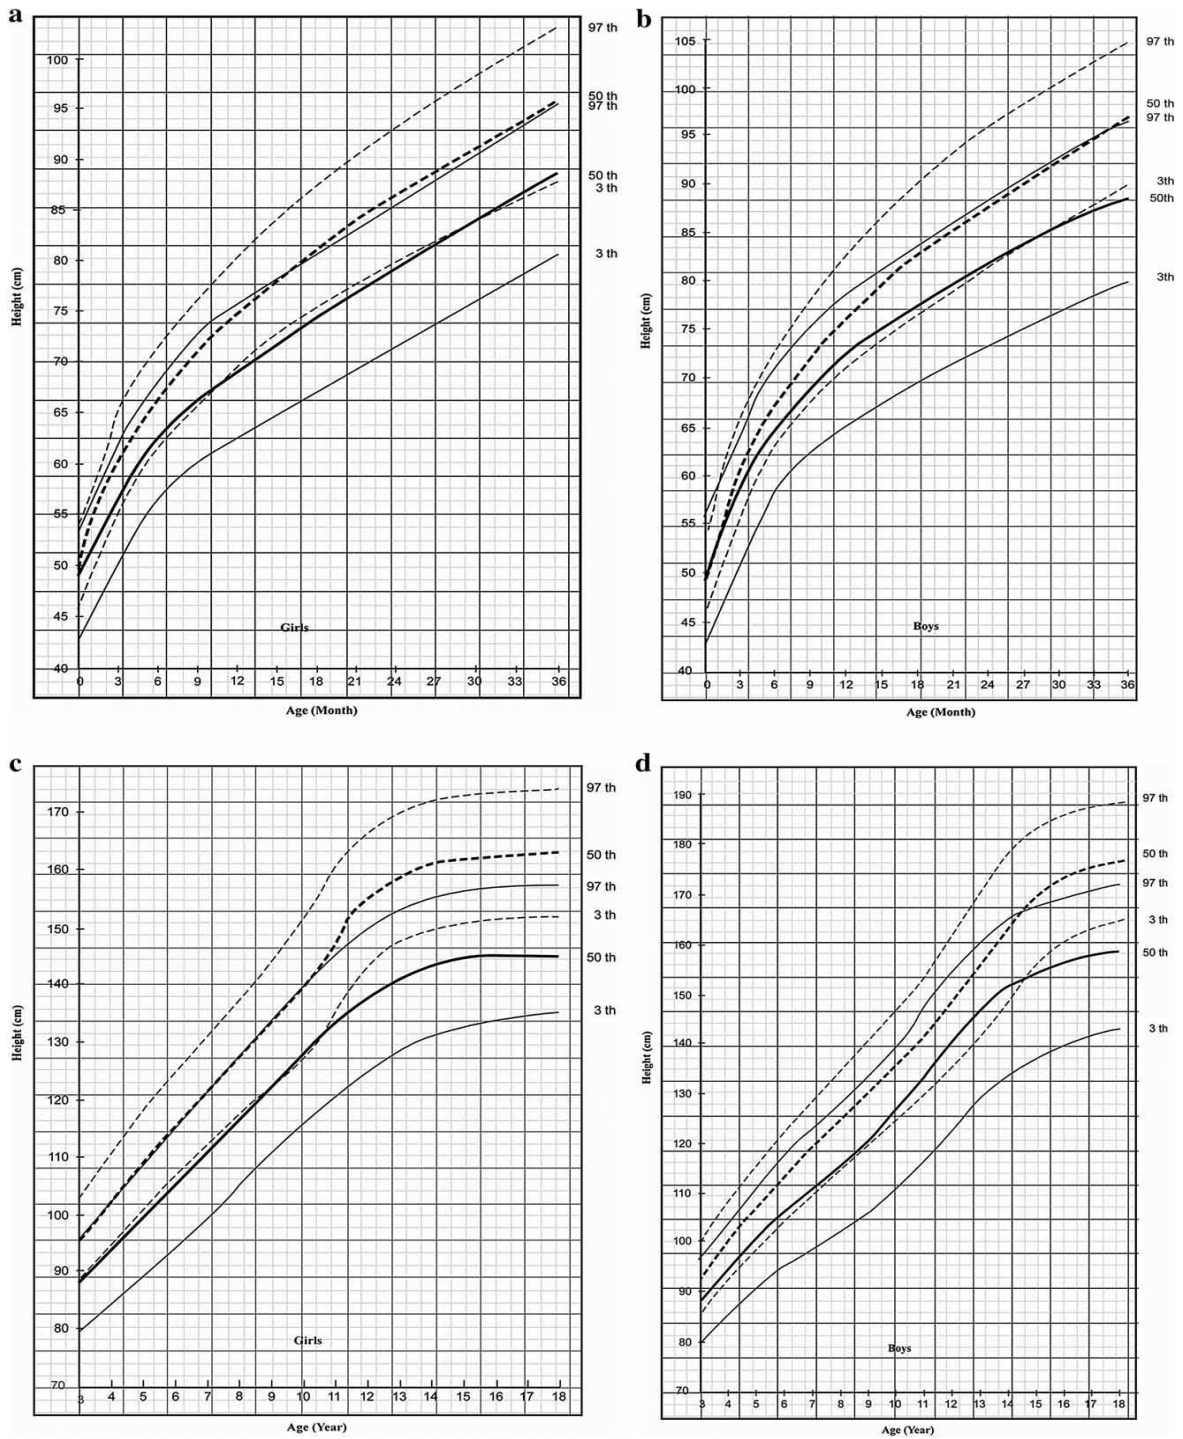 a
97 th
100
50 th
97 th
95
90
50 th
3 th
85
80
3 th
75
70
65
60
55
50
45
40
Height (cm)
Girls
0 3 6 9 12 15 18 21 24 27 30 33 36
Age (Month)
b
105
97 th
100
50 th
97 th
95
90
3th
50th
85
80
3th
75
70
65
60
55
50
45
40
Height (cm)
Boys
0 3 6 9 12 15 18 21 24 27 30 33 36
Age (Month)
c
97 th
170
50 th
160
97 th
3 th
150
50 th
140
3 th
130
120
110
100
90
80
70
Height (cm)
Girls
3 4 5 6 7 8 9 10 11 12 13 14 15 16 17 18
Age (Year)
d
190
97 th
180
50 th
97 th
170
3 th
160
50 th
150
3 th
140
130
120
110
100
90
80
70
Height (cm)
Boys
3 4 5 6 7 8 9 10 11 12 13 14 15 16 17 18
Age (Year)